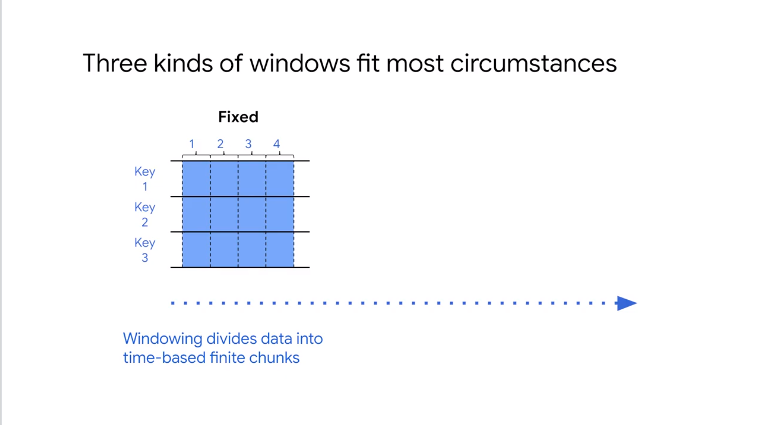 Three kinds of windows fit most circumstances
Fixed
1 2 3 4
Key
1
Key
2
Key
3
Windowing divides data into
time-based finite chunks